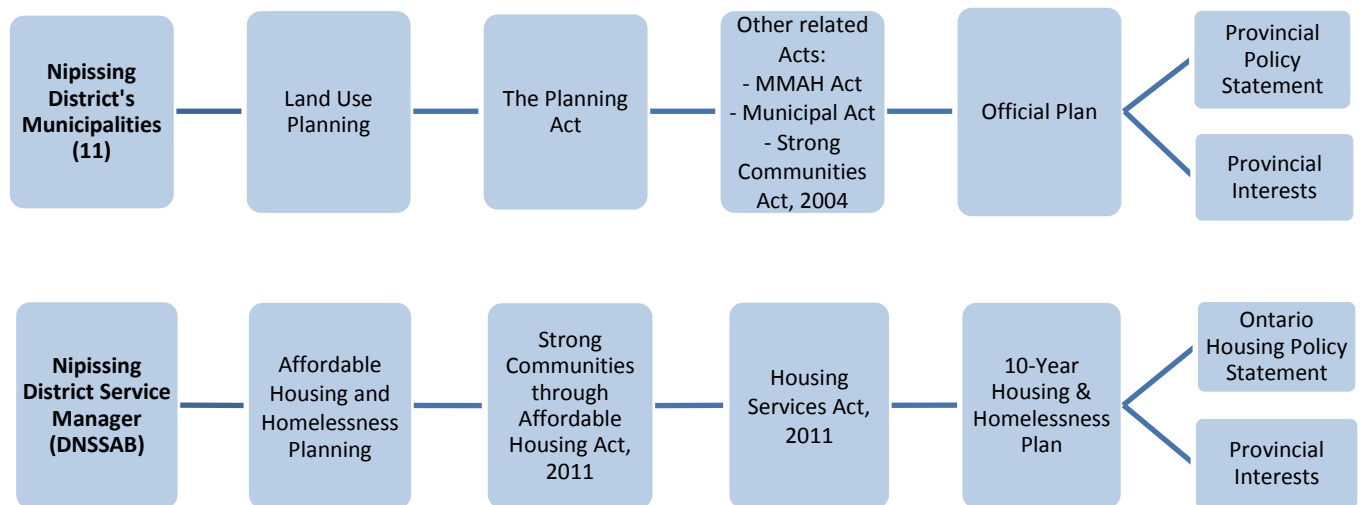 Nipissing
District's
Municipalities
(11)
Land Use
Planning
The Planning
Act
Other related
Acts:
- MMAH Act
- Municipal Act
- Strong
Communities
Act, 2004
Official Plan
Provincial
Policy
Statement
Provincial
Interests
Nipissing
District Service
Manager
(DNSSAB)
Affordable
Housing and
Homelessness
Planning
Strong
Communities
through
Affordable
Housing Act,
2011
Housing
Services Act,
2011
10-Year
Housing &
Homelessness
Plan
Ontario
Housing Policy
Statement
Provincial
Interests